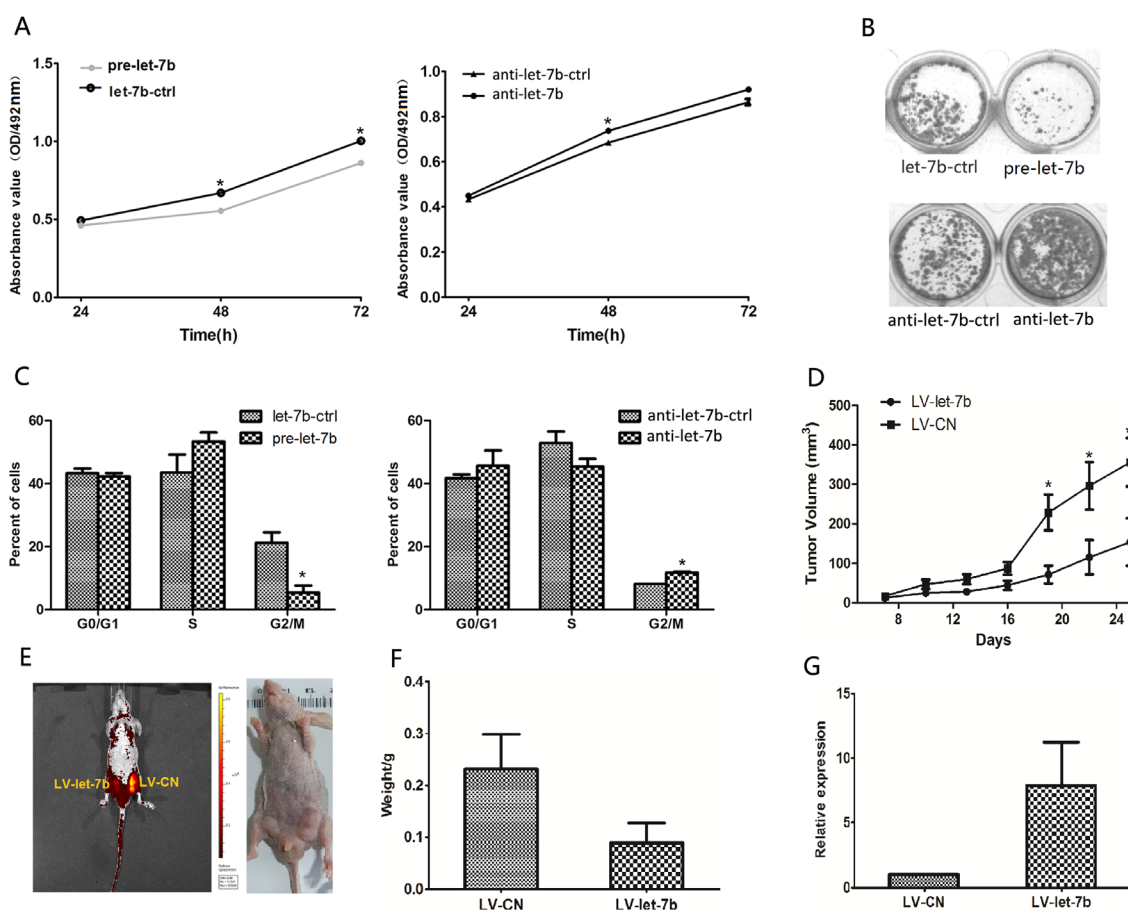 A
pre-let-7b
let-7b-ctrl
1.5
1.0
0.5
0.0
*
*
24
48
72
Absorbance value（OD/492nm）
Time(h)
anti-let-7b-ctrl
anti-let-7b
1.0
0.8
0.6
0.4
0.2
0.0
*
24
48
72
Absorbance value（OD/492nm）
Time(h)
B
let-7b-ctrl
pre-let-7b
anti-let-7b-ctrl
anti-let-7b
C
let-7b-ctrl
pre-let-7b
60
40
20
0
*
G0/G1
S
G2/M
Percent of cells
anti-let-7b-ctrl
anti-let-7b
60
40
20
0
*
G0/G1
S
G2/M
Percent of cells
D
LV-let-7b
LV-CN
500
400
300
200
100
0
*
*
8
12
16
20
24
Tumor Volume (mm³)
Days
E
LV-let-7b
LV-CN
13
F
0.4
0.3
0.2
0.1
0.0
Weight/g
LV-CN
LV-let-7b
G
15
10
5
0
Relative expression
LV-CN
LV-let-7b